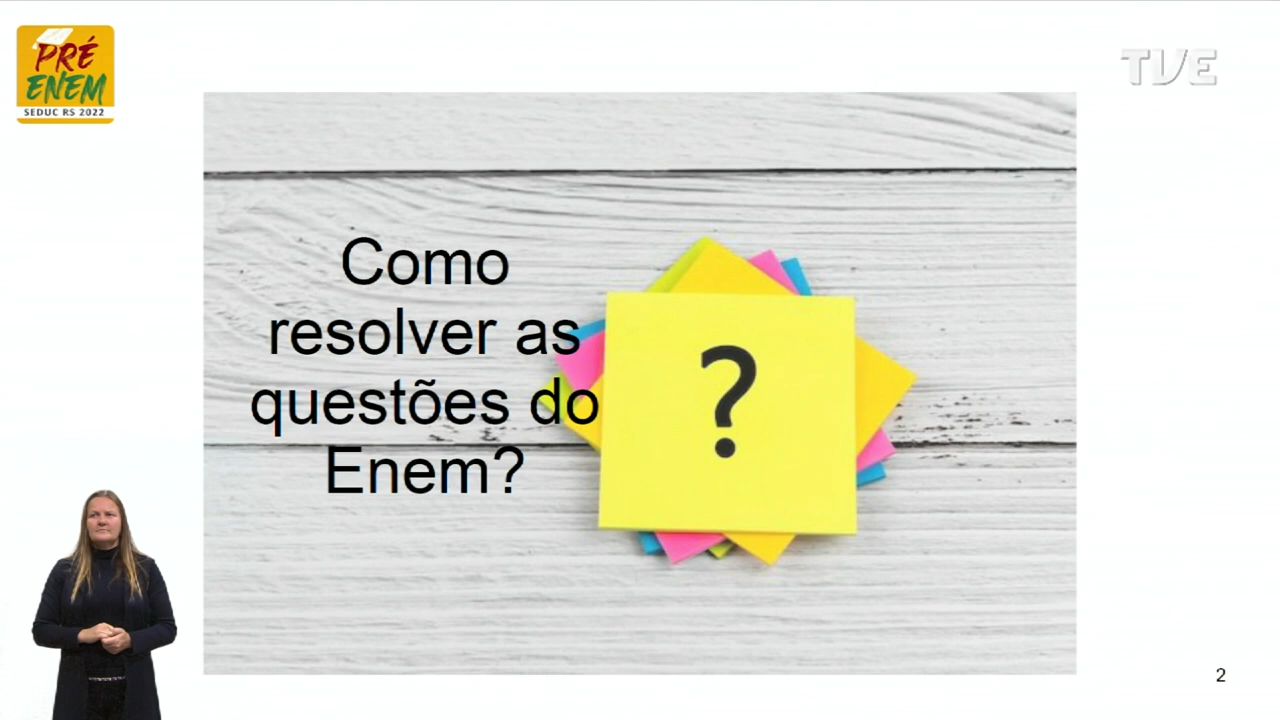 PRÉ
ENEM
SEDUC RS 2022
TVE
Como
resolver as
questões do
Enem?
?
2